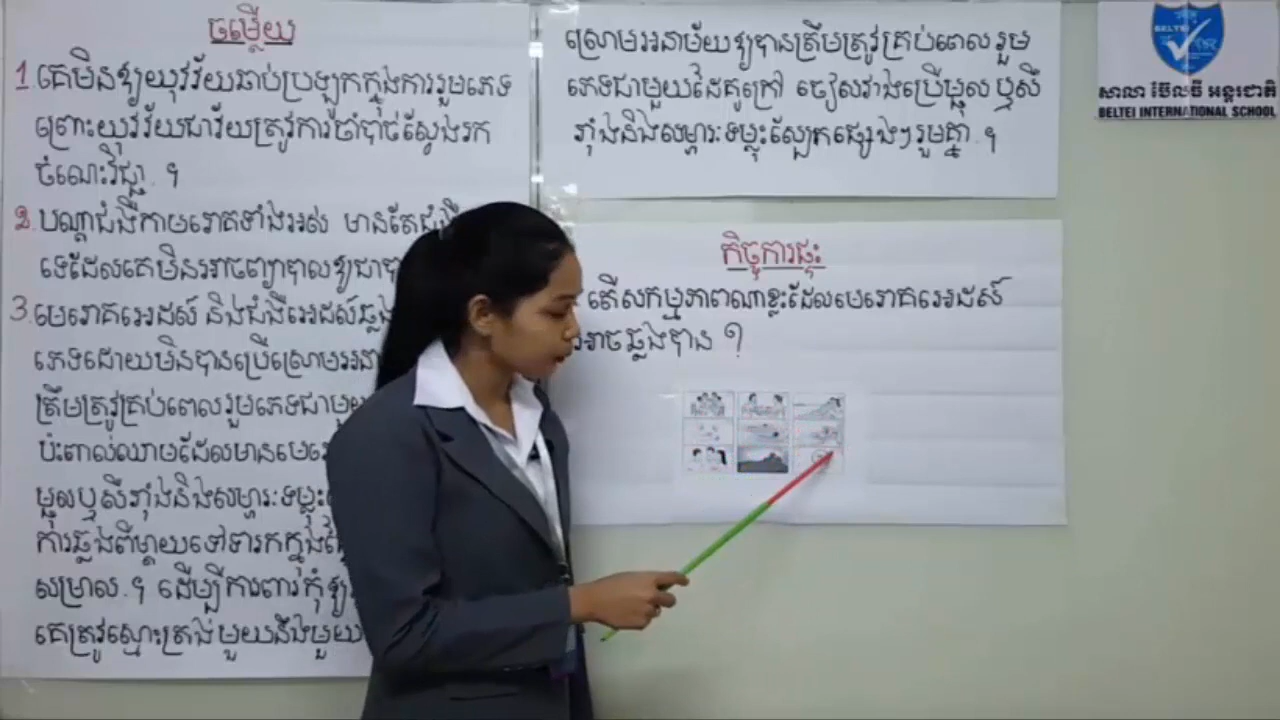 ចម្លើយ
1. គេមិនឱ្យយុវវ័យឆាប់ប្រឡូកក្នុងការរួមភេទ
ព្រោះយុវវ័យជាវ័យត្រូវការចាំបាច់ស្វែងរក
ចំណេះវិជ្ជា ។
2. បណ្ដាជំងឺកាមរោគទាំងអស់ មានតែជំងឺ
ទេដែលគេមិនអាចព្យាបាលឱ្យជា
3. មេរោគអេដស៍ និងជំងឺអេដស៍ឆ្លង
ភេទដោយមិនបានប្រើស្រោមអនា
ត្រឹមត្រូវគ្រប់ពេលរួមភេទជាមួយ
ប៉ះពាល់ឈាមដែលមានមេ
ម្ជុលឬសឺរាុំងនិងសម្ភារៈទម្លុះ
ការឆ្លងពីម្ដាយទៅទារកក្នុង
សម្រាល ។ ដើម្បីការពារកុំឱ្យ
គេត្រូវស្មោះត្រង់មួយនឹងមួយ
ស្រោមអនាម័យឱ្យបានត្រឹមត្រូវគ្រប់ពេលរួម
ភេទជាមួយដៃគូក្រៅ ចៀសវាងប្រើម្ជុល ឬសឺ
រាុំងនិងសម្ភារៈទម្លុះស្បែកផ្សេងៗរួមគ្នា ។
កិច្ចការផ្ទះ
តើសកម្មភាពណាខ្លះដែលមេរោគអេដស៍
អាចឆ្លងបាន ?
BELTEI
សាលា ប៊ែលធី អន្តរជាតិ
BELTEI INTERNATIONAL SCHOOL